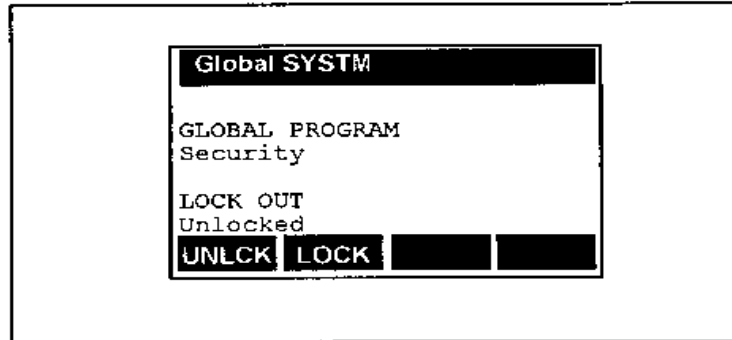 Global SYSTM
GLOBAL PROGRAM
Security
LOCK OUT
Unlocked
UNLCK LOCK